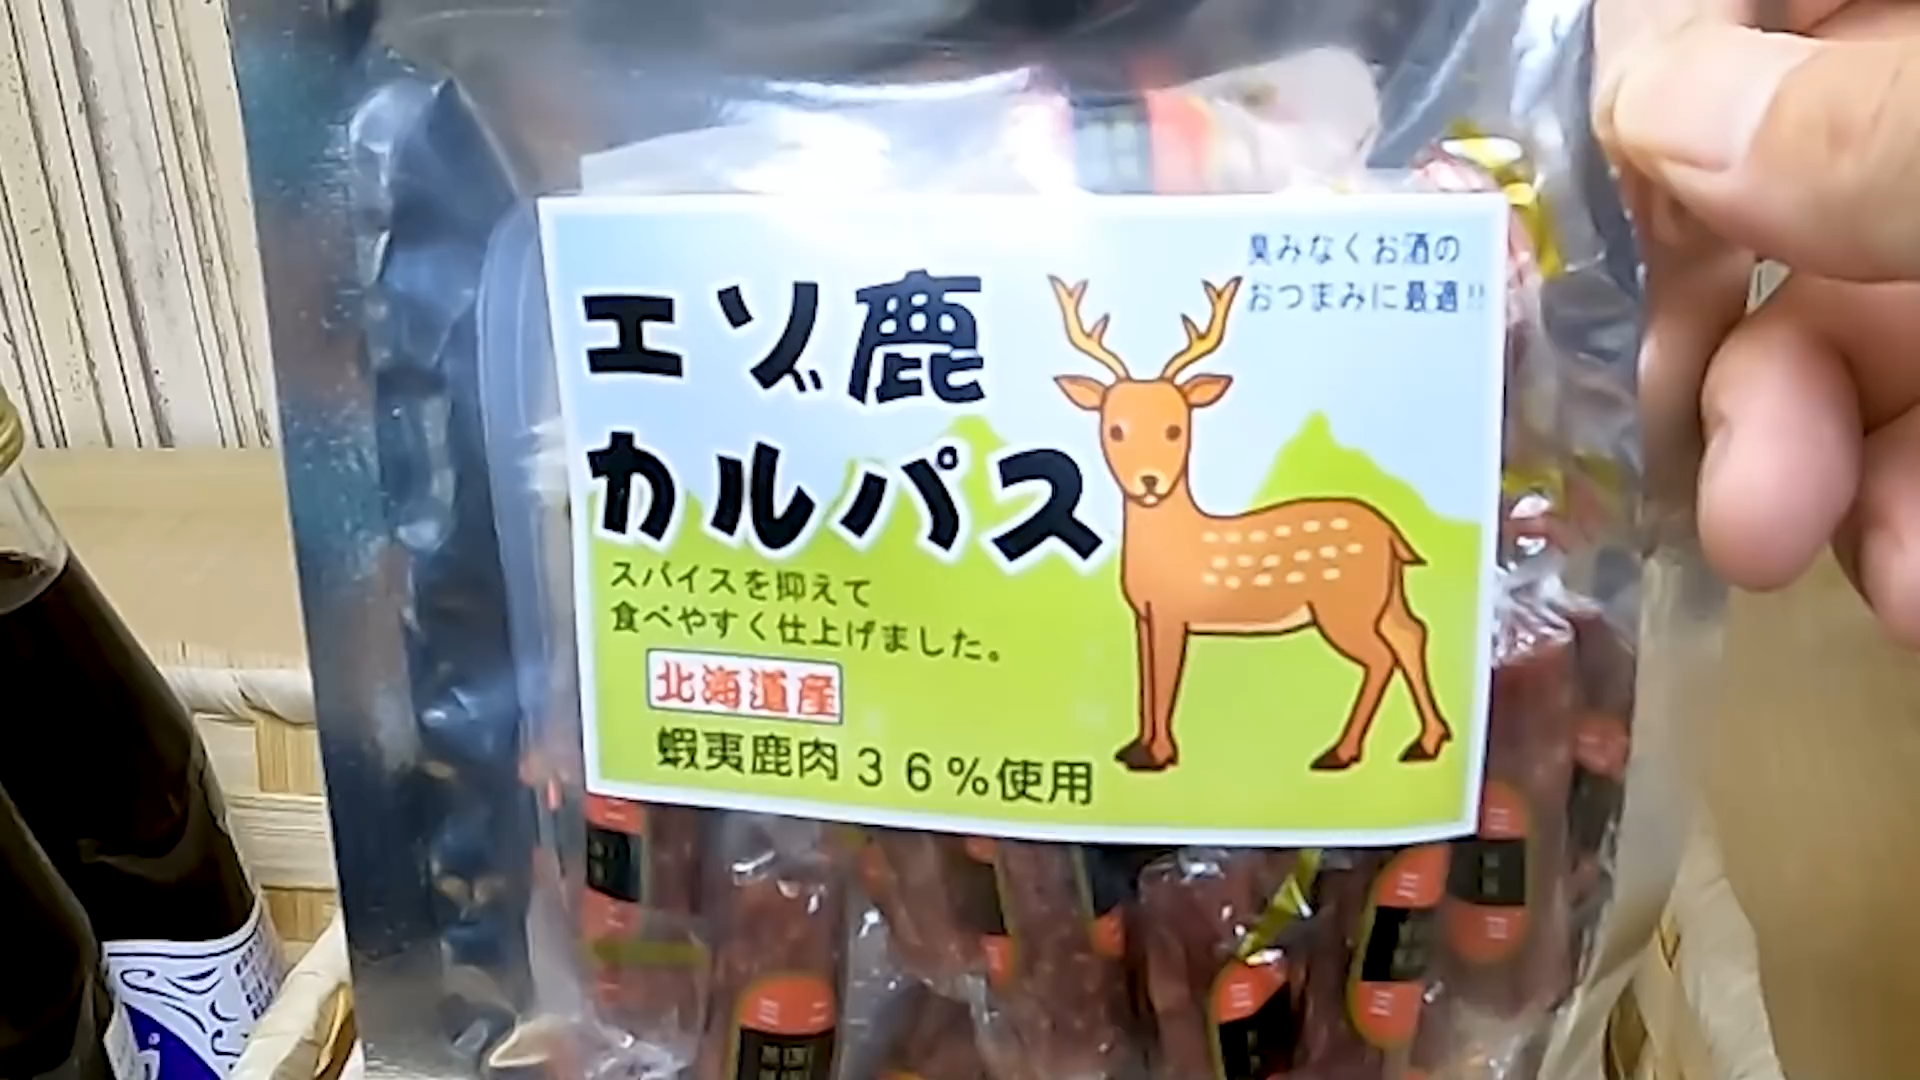 臭みなくお酒の
おつまみに最適!!
エゾ鹿
カルパス
スパイスを抑えて
食べやすく仕上げました。
北海道産
蝦夷鹿肉36%使用